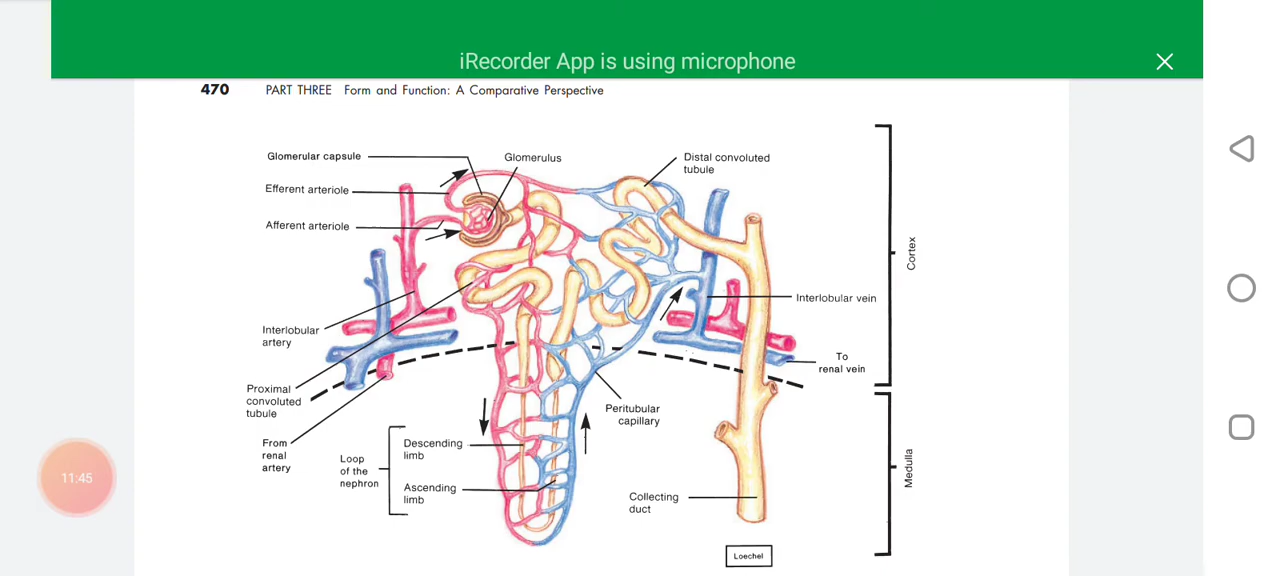 iRecorder App is using microphone
470 PART THREE Form and Function: A Comparative Perspective
Glomerular capsule
Glomerulus
Distal convoluted
tubule
Efferent arteriole
Afferent arteriole
Cortex
Interlobular vein
Interlobular
artery
To
renal vein
Proximal
convoluted
tubule
Peritubular
capillary
From
renal
artery
Loop
of the
nephron
Descending
limb
Ascending
limb
Collecting
duct
Medulla
11:45
Loechel